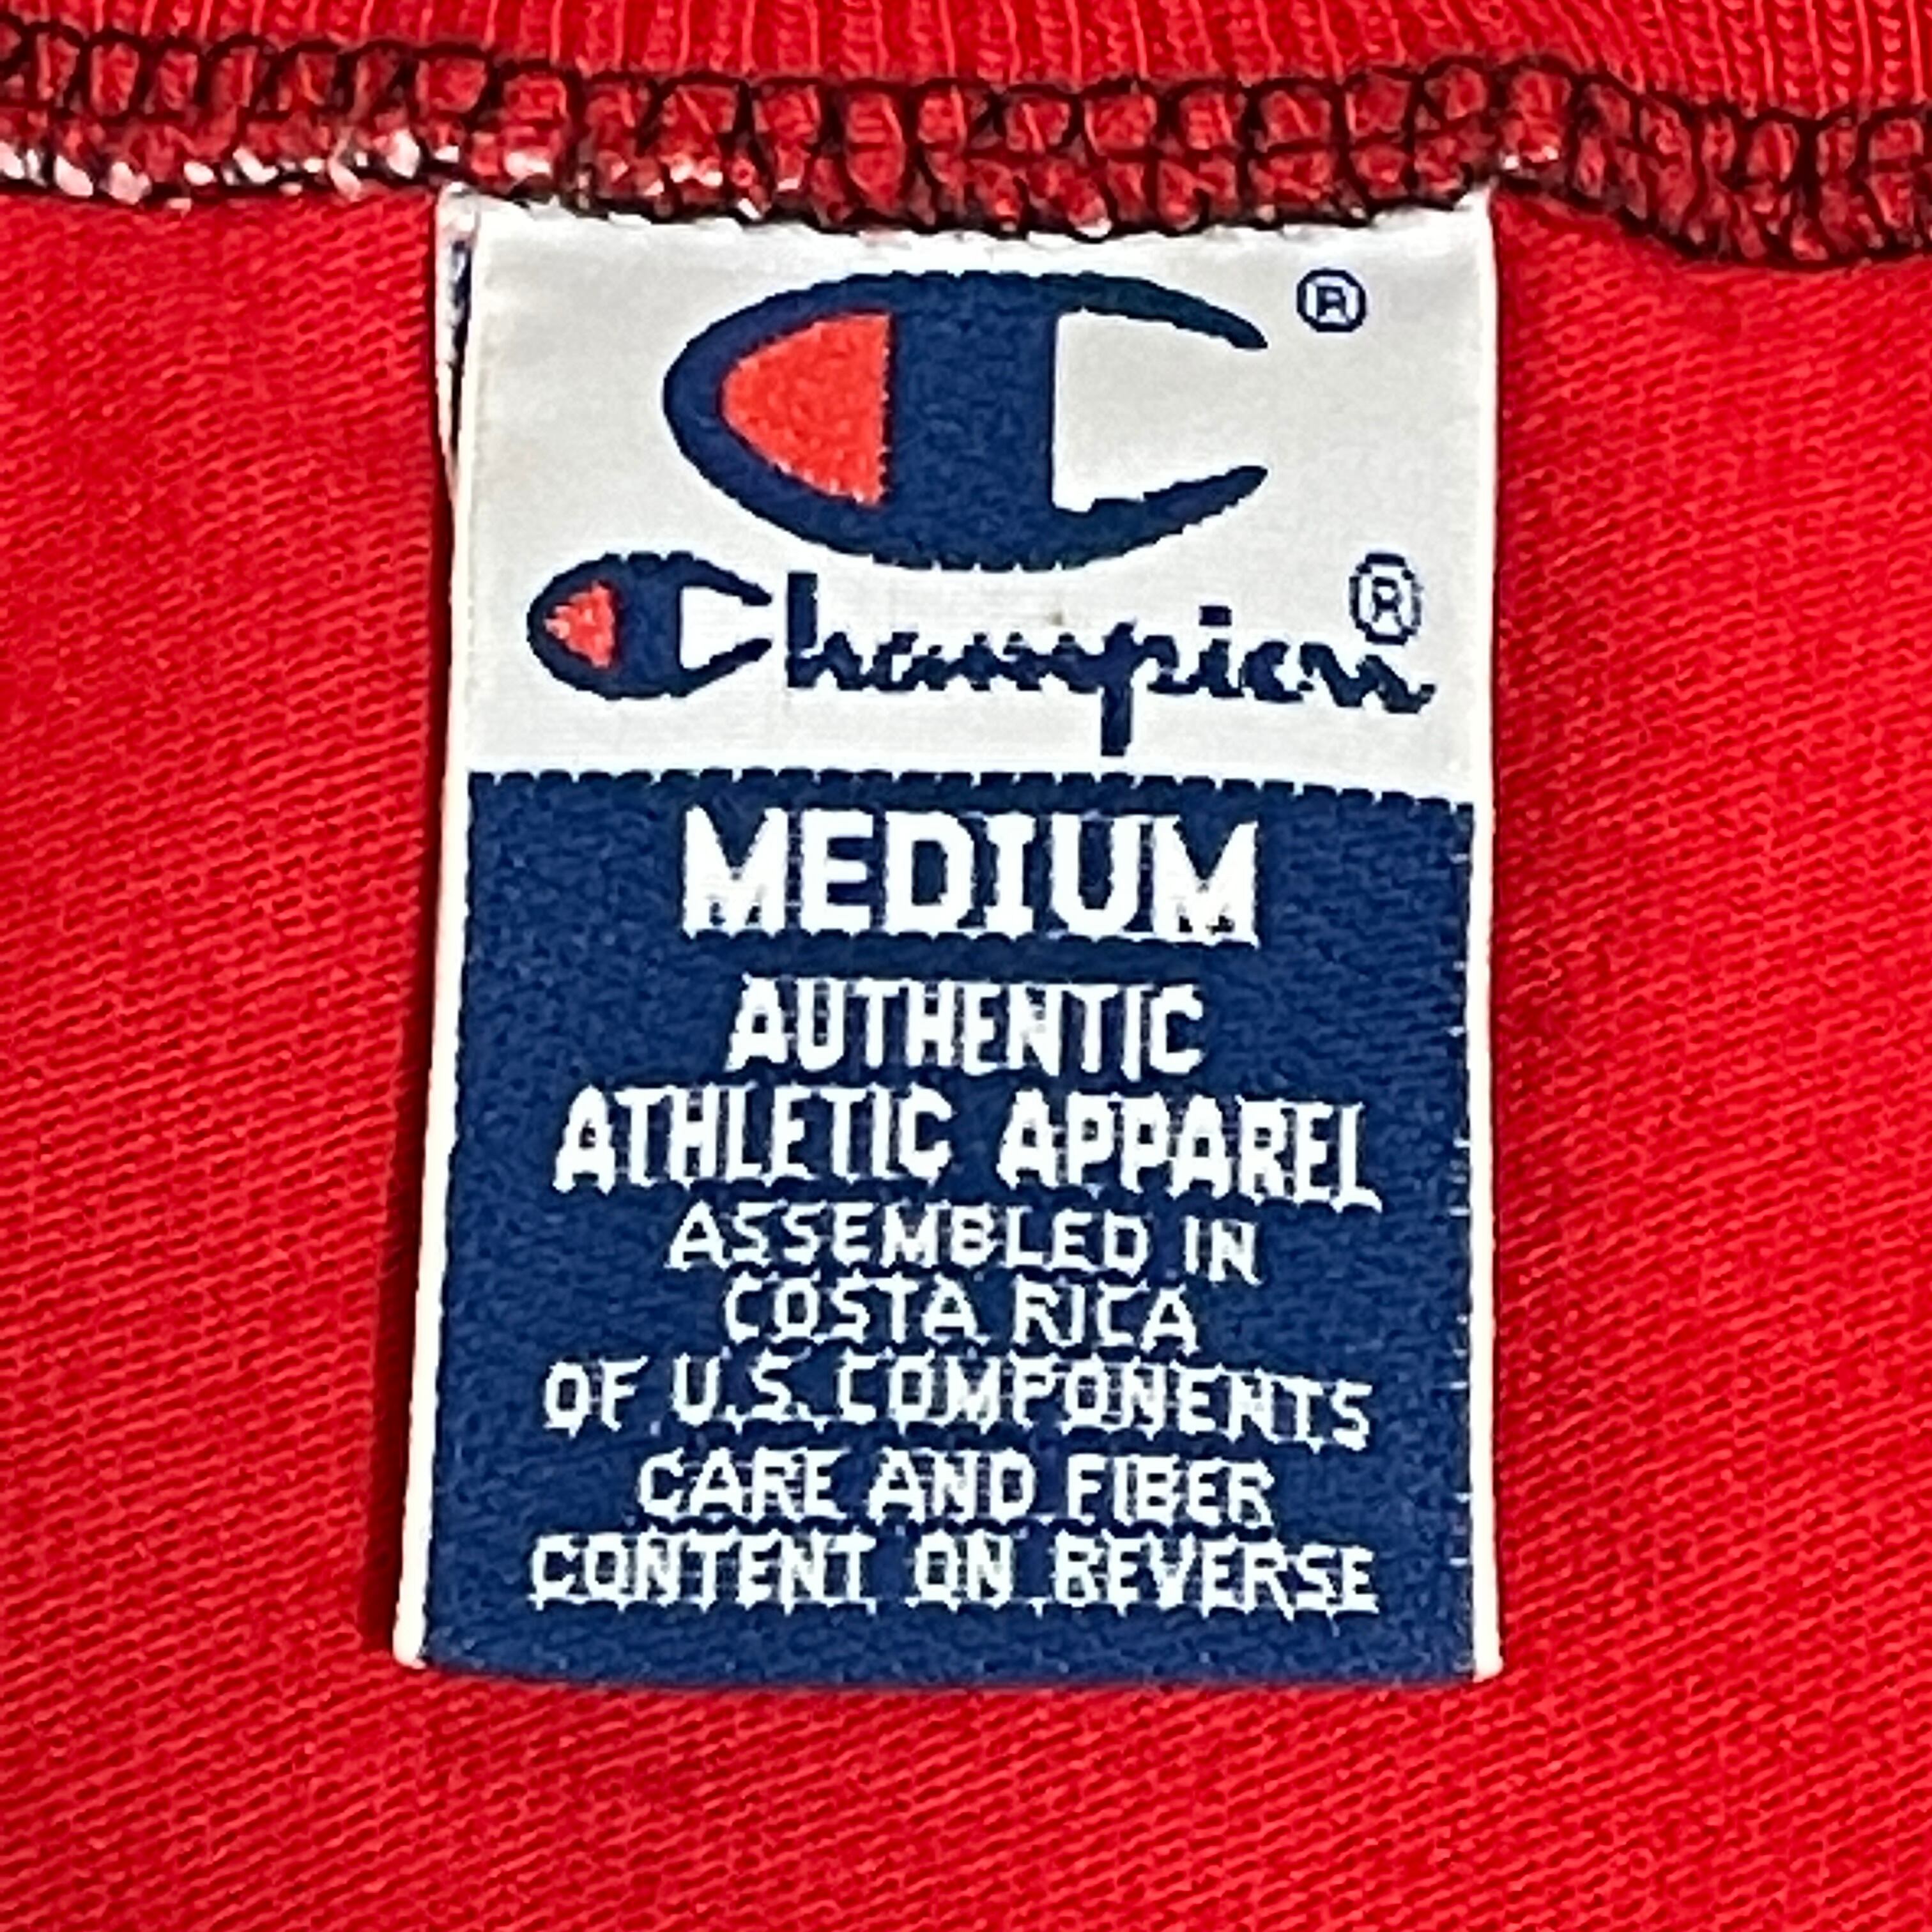 ®
Champion®
MEDIUM
AUTHENTIC
ATHLETIC APPAREL
ASSEMBLED IN
COSTA RICA
OF U.S. COMPONENTS
CARE AND FIBER
CONTENT ON REVERSE